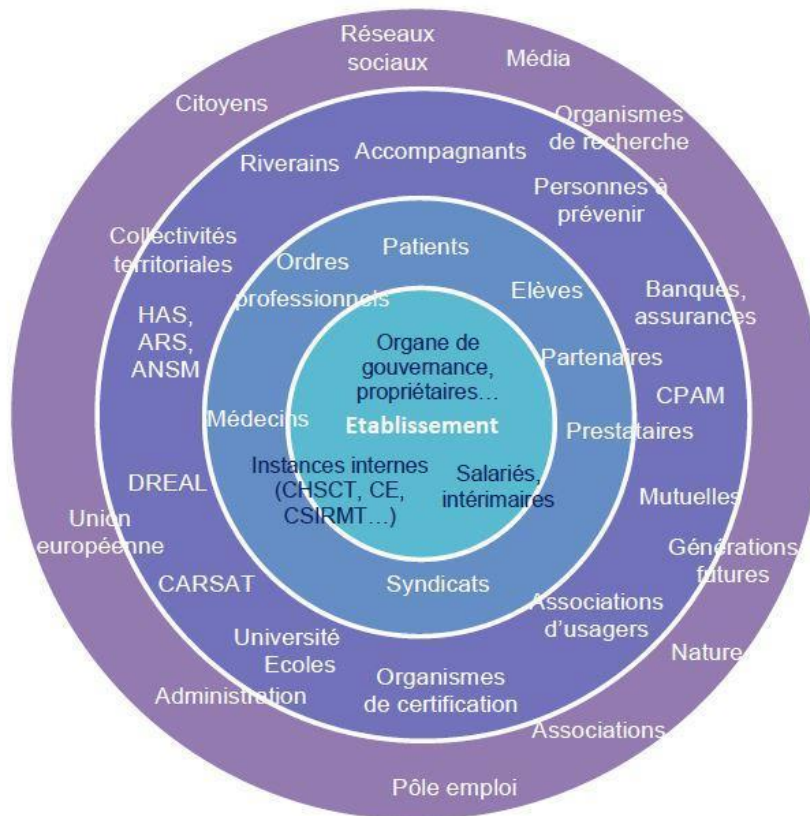 Réseaux
sociaux
Média
Citoyens
Organismes
de recherche
Riverains
Accompagnants
Personnes à
prévenir
Collectivités
territoriales
Ordres
professionnels
Patients
Elèves
Banques,
assurances
HAS,
ARS,
ANSM
Organe de
gouvernance,
propriétaires…
Partenaires
CPAM
Médecins
Etablissement
Prestataires
Instances internes
(CHSCT, CE,
CSIRMT…)
Salariés,
intérimaires
DREAL
Mutuelles
Union
européenne
Générations
futures
CARSAT
Syndicats
Associations
d’usagers
Université
Ecoles
Nature
Administration
Organismes
de certification
Associations
Pôle emploi